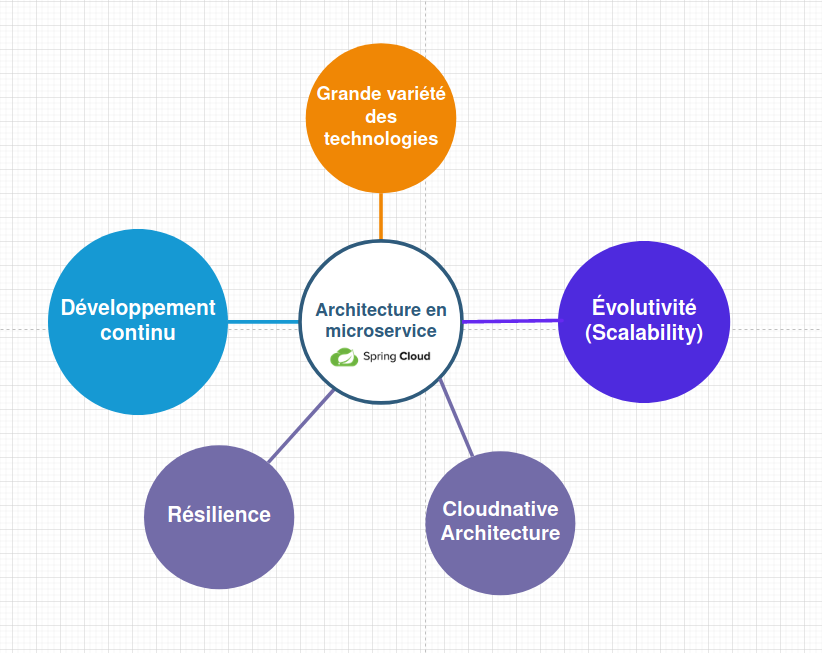 Grande variété
des
technologies
Développement
continu
Architecture en
microservice
Spring Cloud
Évolutivité
(Scalability)
Résilience
Cloudnative
Architecture